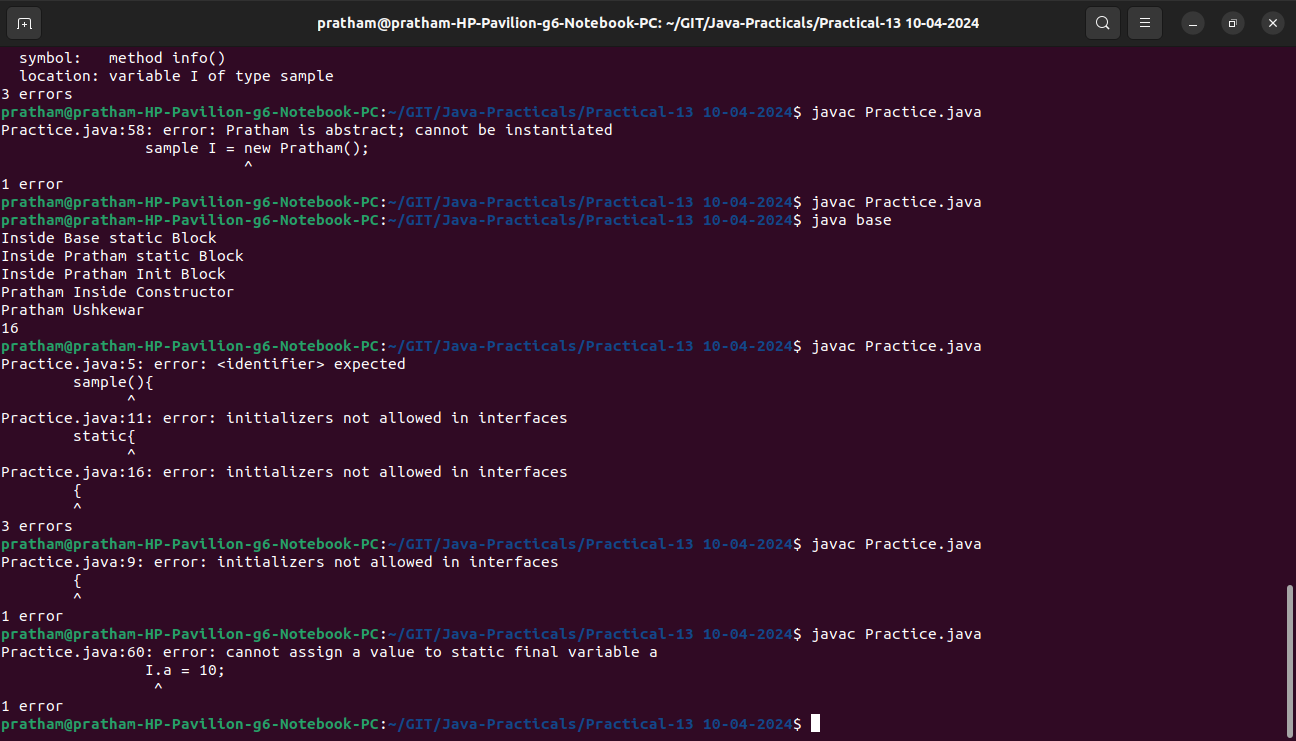 pratham@pratham-HP-Pavilion-g6-Notebook-PC: ~/GIT/Java-Practicals/Practical-13 10-04-2024
  symbol:   method info()
  location: variable I of type sample
3 errors
pratham@pratham-HP-Pavilion-g6-Notebook-PC:~/GIT/Java-Practicals/Practical-13 10-04-2024$ javac Practice.java
Practice.java:58: error: Pratham is abstract; cannot be instantiated
                sample I = new Pratham();
                           ^
1 error
pratham@pratham-HP-Pavilion-g6-Notebook-PC:~/GIT/Java-Practicals/Practical-13 10-04-2024$ javac Practice.java
pratham@pratham-HP-Pavilion-g6-Notebook-PC:~/GIT/Java-Practicals/Practical-13 10-04-2024$ java base
Inside Base static Block
Inside Pratham static Block
Inside Pratham Init Block
Pratham Inside Constructor
Pratham Ushkewar
16
pratham@pratham-HP-Pavilion-g6-Notebook-PC:~/GIT/Java-Practicals/Practical-13 10-04-2024$ javac Practice.java
Practice.java:5: error: <identifier> expected
        sample(){
              ^
Practice.java:11: error: initializers not allowed in interfaces
        static{
              ^
Practice.java:16: error: initializers not allowed in interfaces
        {
        ^
3 errors
pratham@pratham-HP-Pavilion-g6-Notebook-PC:~/GIT/Java-Practicals/Practical-13 10-04-2024$ javac Practice.java
Practice.java:9: error: initializers not allowed in interfaces
        {
        ^
1 error
pratham@pratham-HP-Pavilion-g6-Notebook-PC:~/GIT/Java-Practicals/Practical-13 10-04-2024$ javac Practice.java
Practice.java:60: error: cannot assign a value to static final variable a
                I.a = 10;
                 ^
1 error
pratham@pratham-HP-Pavilion-g6-Notebook-PC:~/GIT/Java-Practicals/Practical-13 10-04-2024$